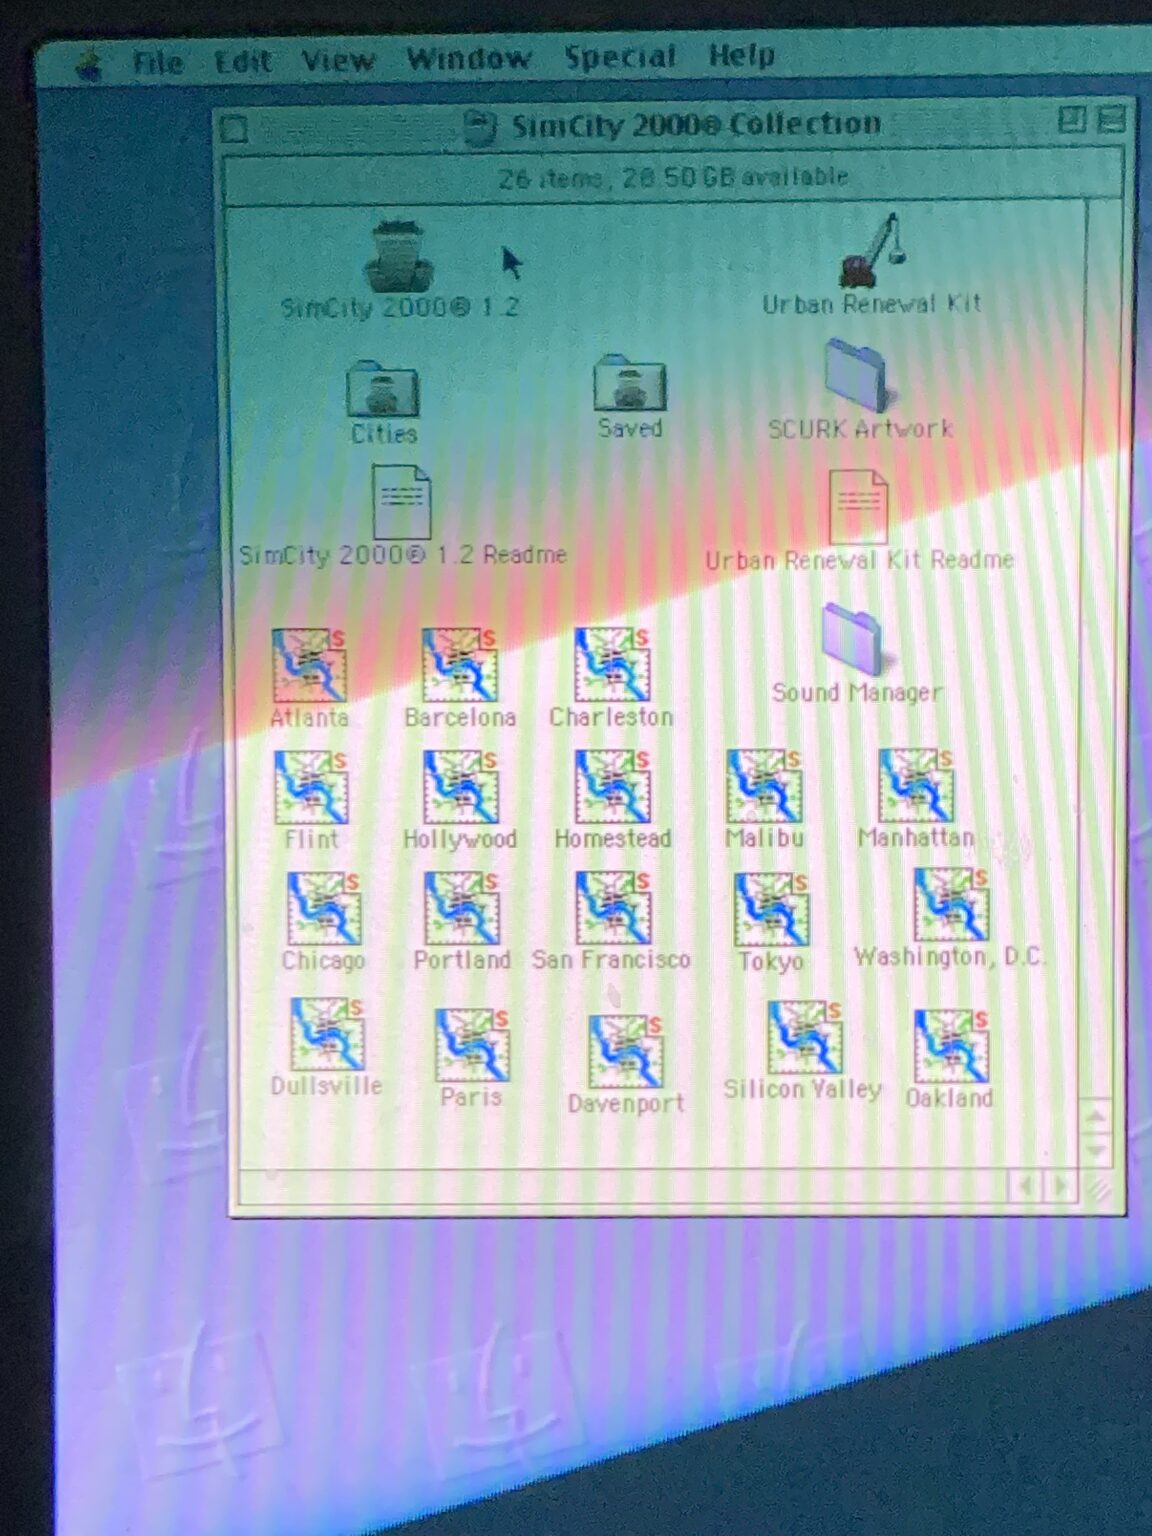 File Edit View Window Special Help
SimCity 2000® Collection
26 items, 28.50 GB available
SimCity 2000® 1.2
Urban Renewal Kit
Cities
Saved
SCURK Artwork
SimCity 2000® 1.2 Readme
Urban Renewal Kit Readme
Sound Manager
S S S
Atlanta Barcelona Charleston
S S S S S
Flint Hollywood Homestead Malibu Manhattan
S S S S S
Chicago Portland San Francisco Tokyo Washington, D.C.
S S S S S
Dullsville Paris Davenport Silicon Valley Oakland